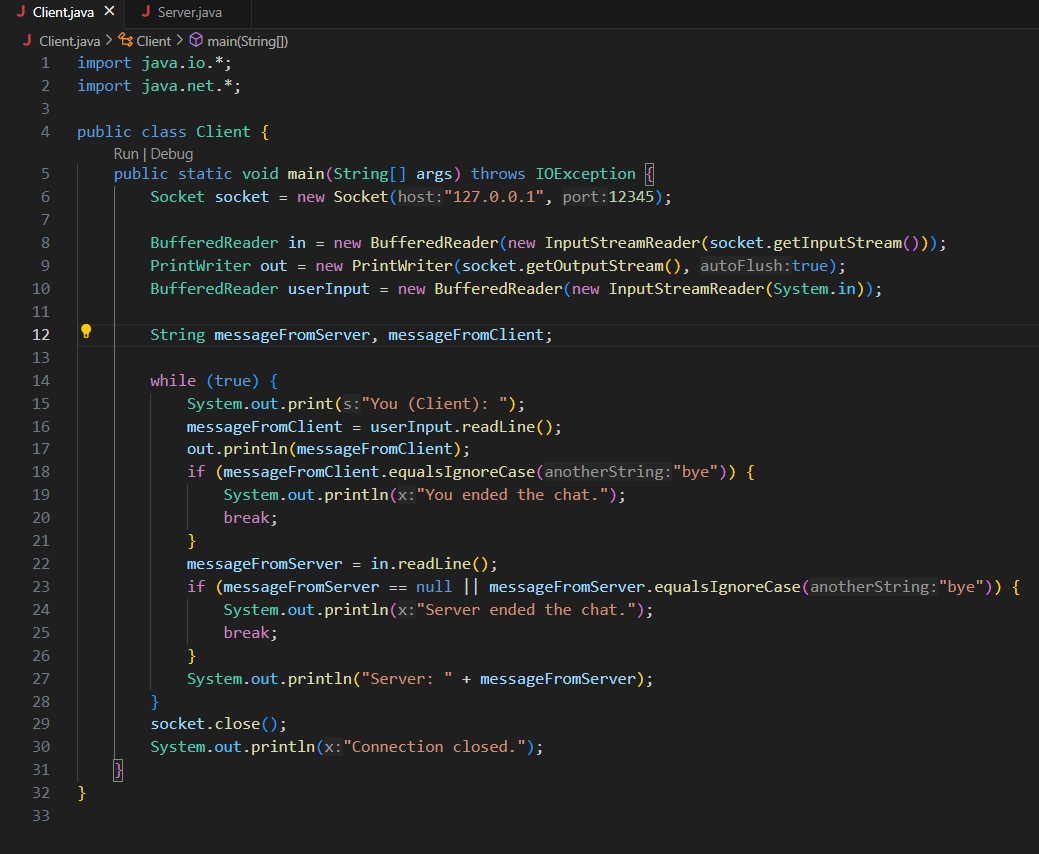 J Client.java × J Server.java
J Client.java > Client > main(String[])
1 import java.io.*;
2 import java.net.*;
3
4 public class Client {
Run | Debug
5 public static void main(String[] args) throws IOException {
6 Socket socket = new Socket(host:"127.0.0.1", port:12345);
7
8 BufferedReader in = new BufferedReader(new InputStreamReader(socket.getInputStream()));
9 PrintWriter out = new PrintWriter(socket.getOutputStream(), autoFlush:true);
10 BufferedReader userInput = new BufferedReader(new InputStreamReader(System.in));
11
12 String messageFromServer, messageFromClient;
13
14 while (true) {
15 System.out.print(s:"You (Client): ");
16 messageFromClient = userInput.readLine();
17 out.println(messageFromClient);
18 if (messageFromClient.equalsIgnoreCase(anotherString:"bye")) {
19 System.out.println(x:"You ended the chat.");
20 break;
21 }
22 messageFromServer = in.readLine();
23 if (messageFromServer == null || messageFromServer.equalsIgnoreCase(anotherString:"bye")) {
24 System.out.println(x:"Server ended the chat.");
25 break;
26 }
27 System.out.println("Server: " + messageFromServer);
28 }
29 socket.close();
30 System.out.println(x:"Connection closed.");
31 }
32 }
33